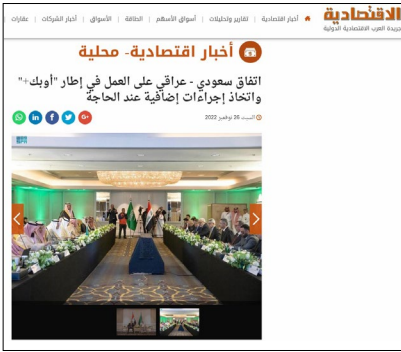 الاقتصادية
جريدة العرب الاقتصادية الدولية
أخبار اقتصادية | تقارير وتحليلات | أسواق الأسهم | الطاقة | الأسواق | أخبار الشركات | عقارات
أخبار اقتصادية- محلية
اتفاق سعودي - عراقي على العمل في إطار "أوبك+"
واتخاذ إجراءات إضافية عند الحاجة
السبت 26 نوفمبر 2022